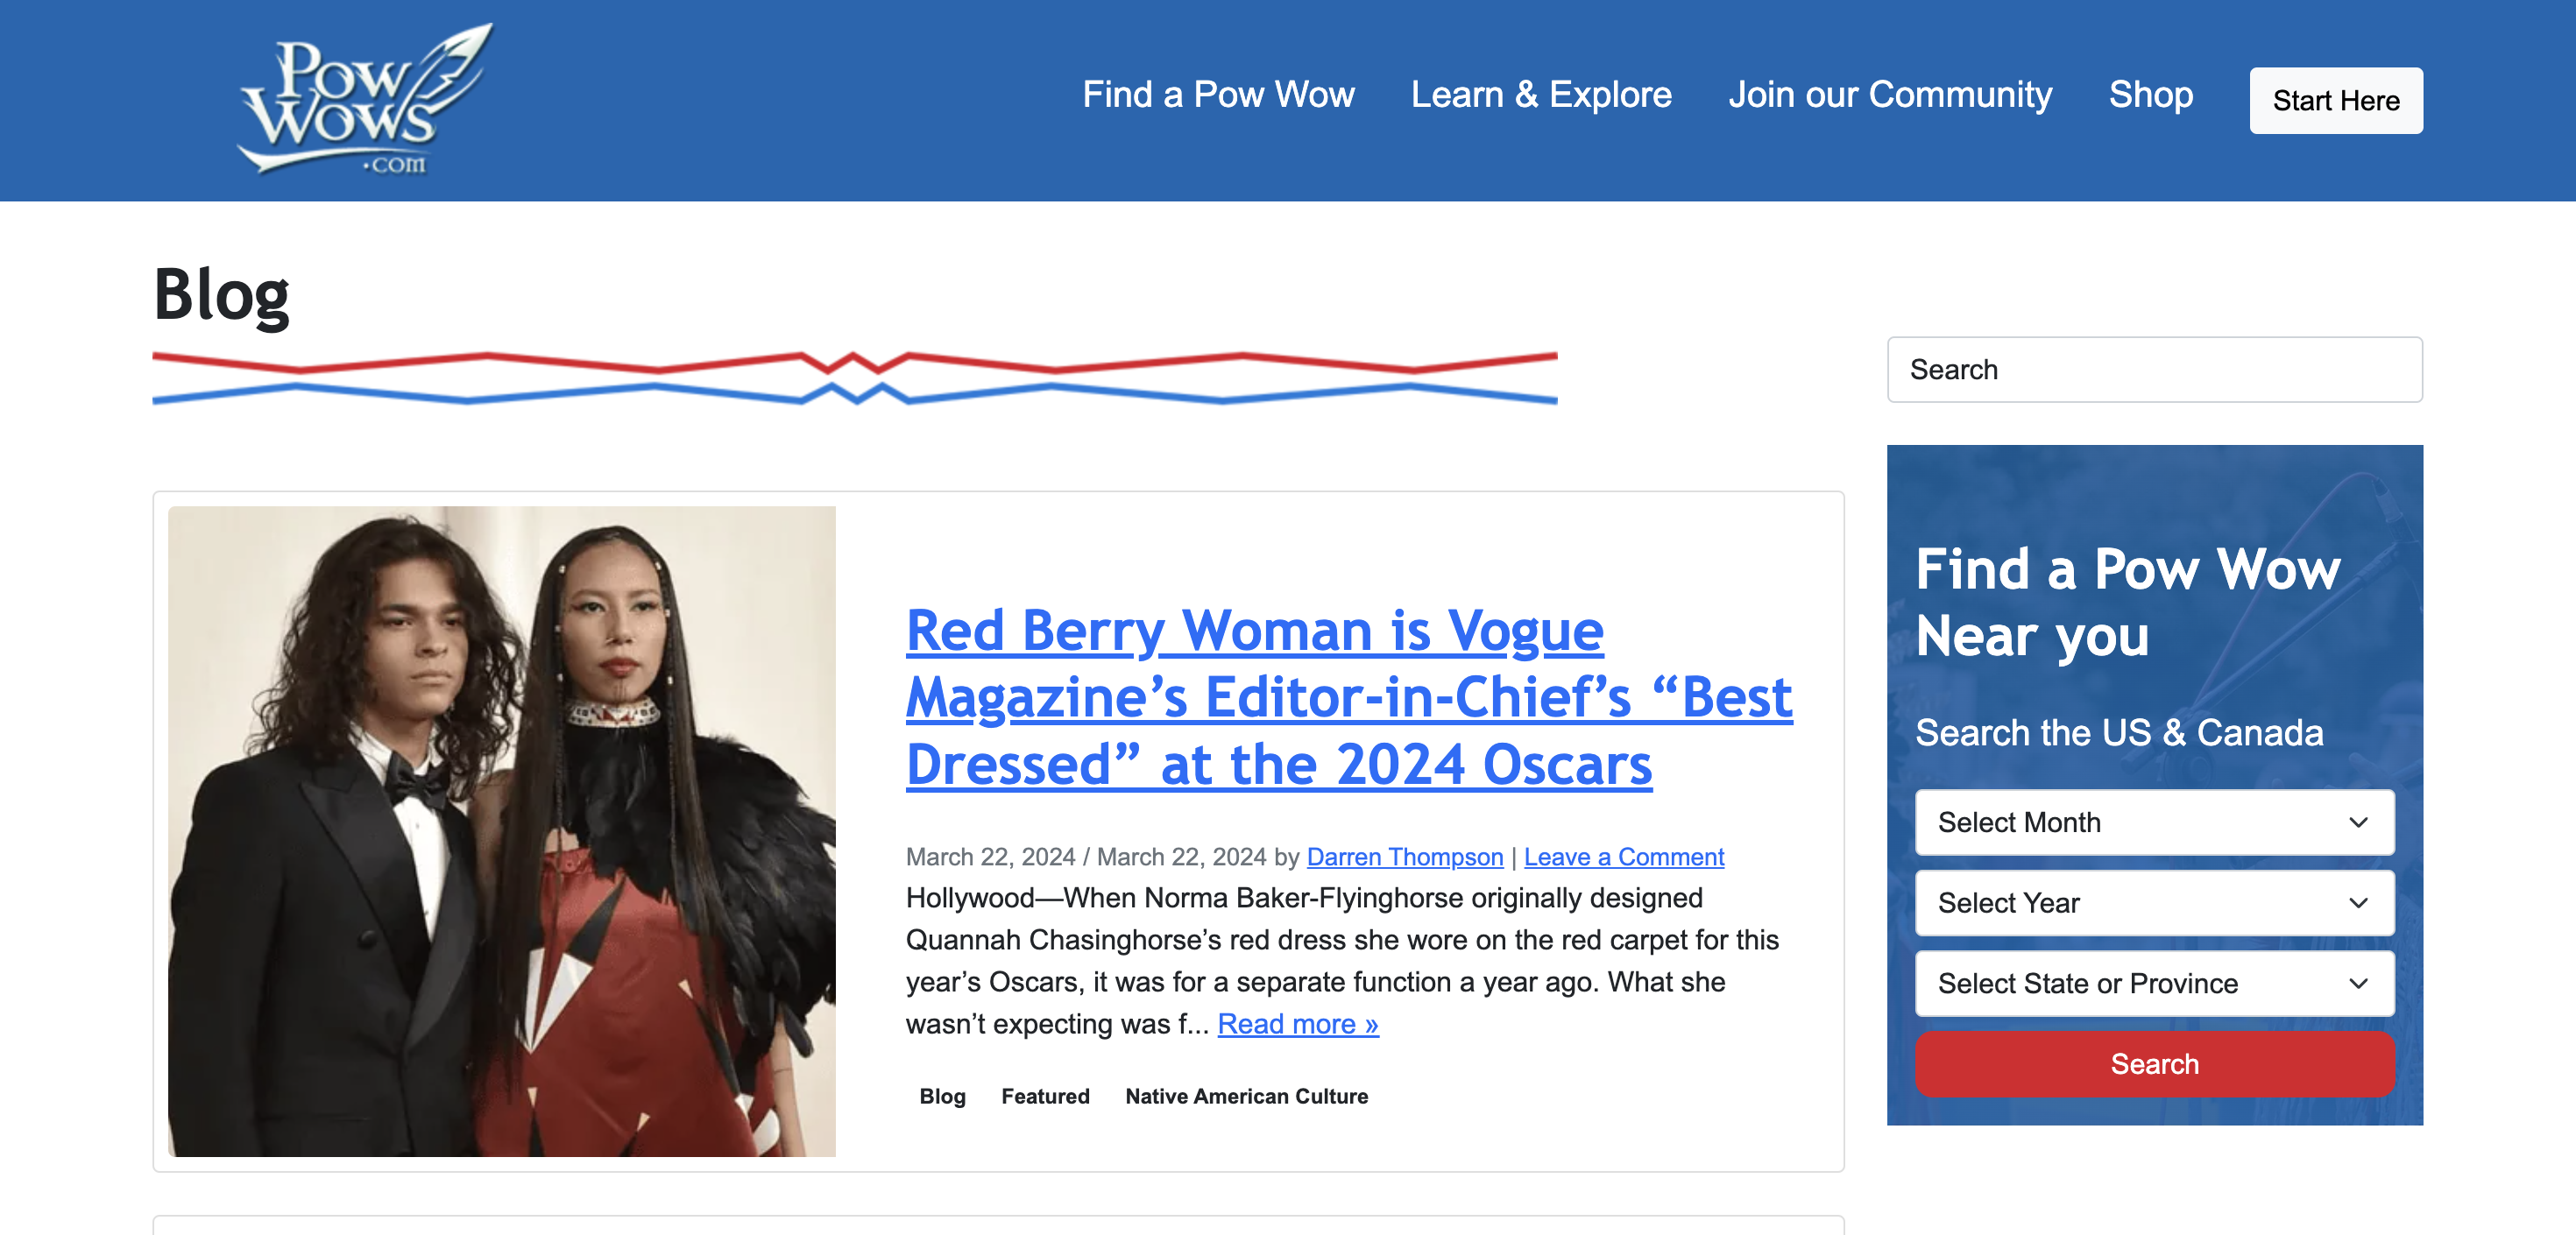 Pow
Wows
.com
Find a Pow Wow
Learn & Explore
Join our Community
Shop
Start Here
Blog
Search
Red Berry Woman is Vogue
Magazine’s Editor-in-Chief’s “Best
Dressed” at the 2024 Oscars
March 22, 2024 / March 22, 2024 by Darren Thompson | Leave a Comment
Hollywood—When Norma Baker-Flyinghorse originally designed
Quannah Chasinghorse’s red dress she wore on the red carpet for this
year’s Oscars, it was for a separate function a year ago. What she
wasn’t expecting was f... Read more »
Blog
Featured
Native American Culture
Find a Pow Wow
Near you
Search the US & Canada
Select Month
Select Year
Select State or Province
Search